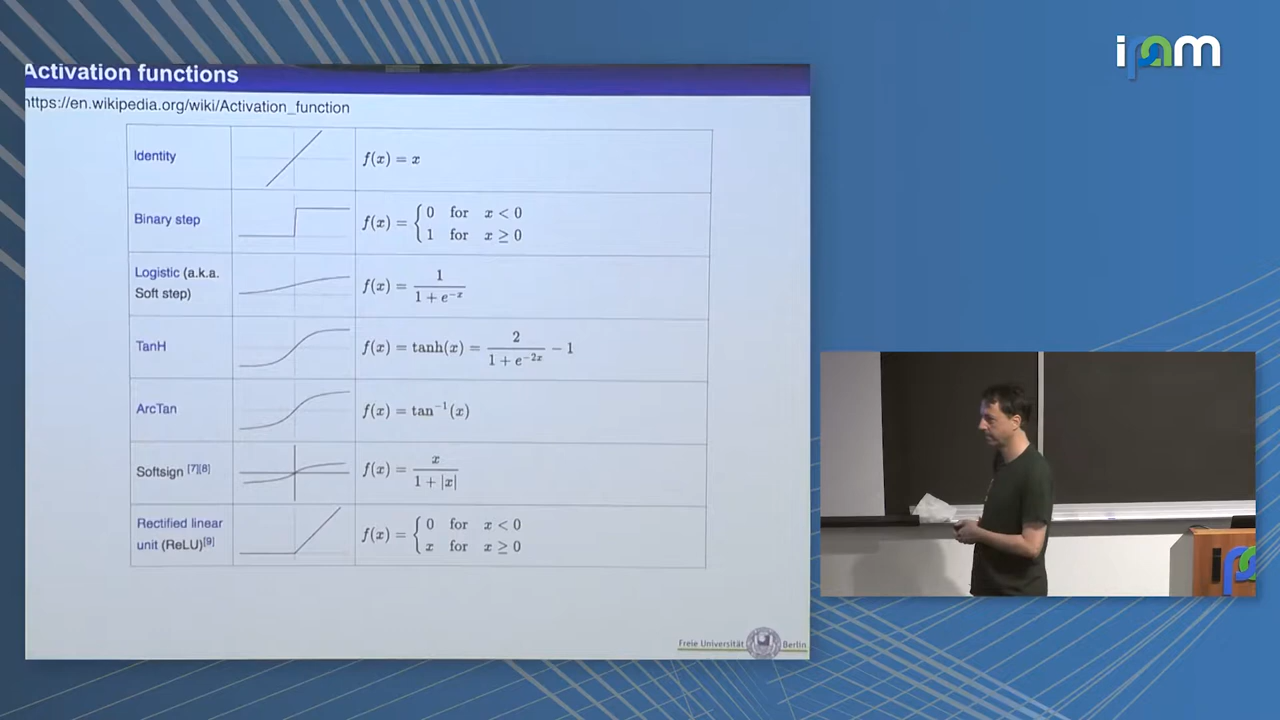 ipam
Activation functions
https://en.wikipedia.org/wiki/Activation_function
Identity
f(x) = x
Binary step
f(x) = { 0 for x < 0
1 for x ≥ 0
Logistic (a.k.a.
Soft step)
f(x) = 1 / (1 + e^−x)
TanH
f(x) = tanh(x) = 2 / (1 + e^−2x) − 1
ArcTan
f(x) = tan^−1(x)
Softsign [7][8]
f(x) = x / (1 + |x|)
Rectified linear
unit (ReLU)[9]
f(x) = { 0 for x < 0
x for x ≥ 0
Freie Universität Berlin